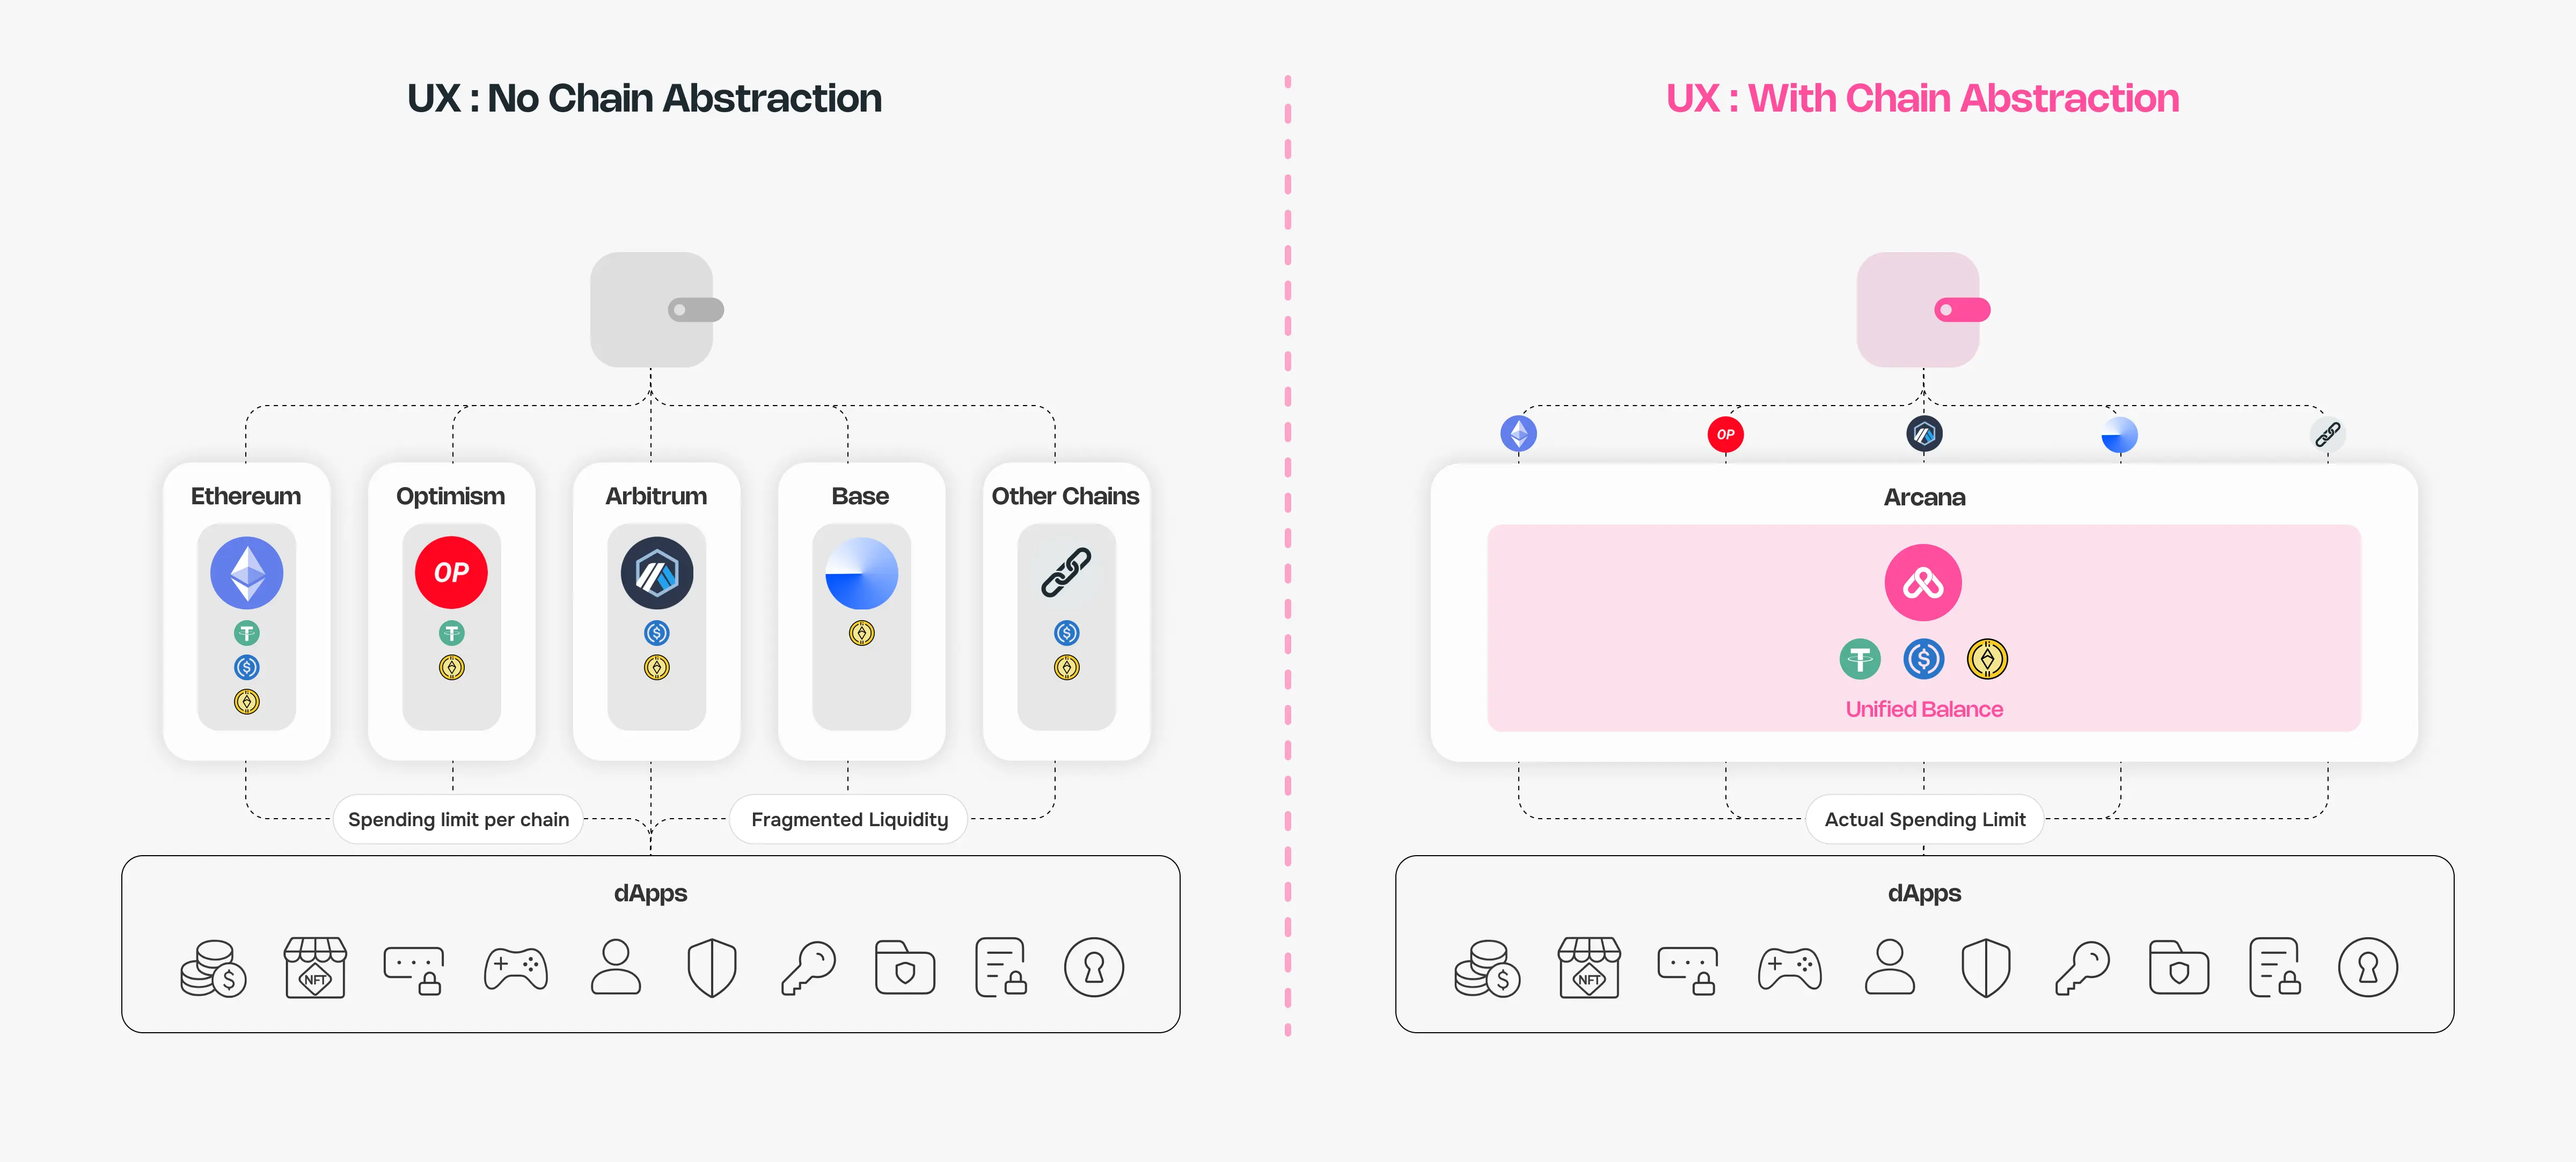 UX : No Chain Abstraction
Ethereum
Optimism
Arbitrum
Base
Other Chains
OP
Spending limit per chain
Fragmented Liquidity
dApps
NFT
UX : With Chain Abstraction
OP
Arcana
Unified Balance
Actual Spending Limit
dApps
NFT